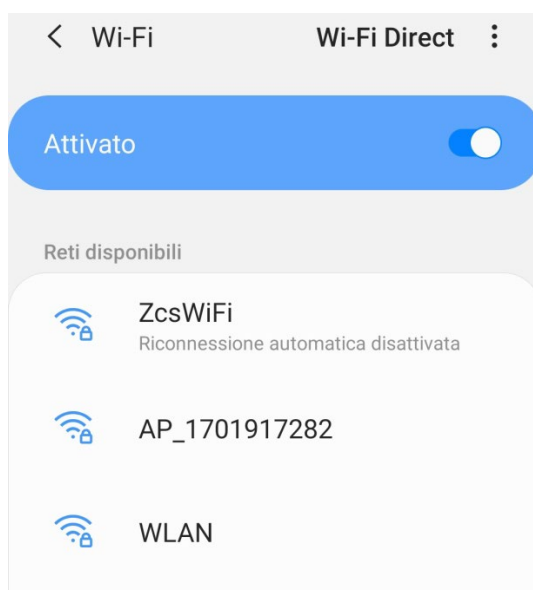 Wi-Fi Wi-Fi Direct
Attivato
Reti disponibili
ZcsWiFi
Riconnessione automatica disattivata
AP_1701917282
WLAN